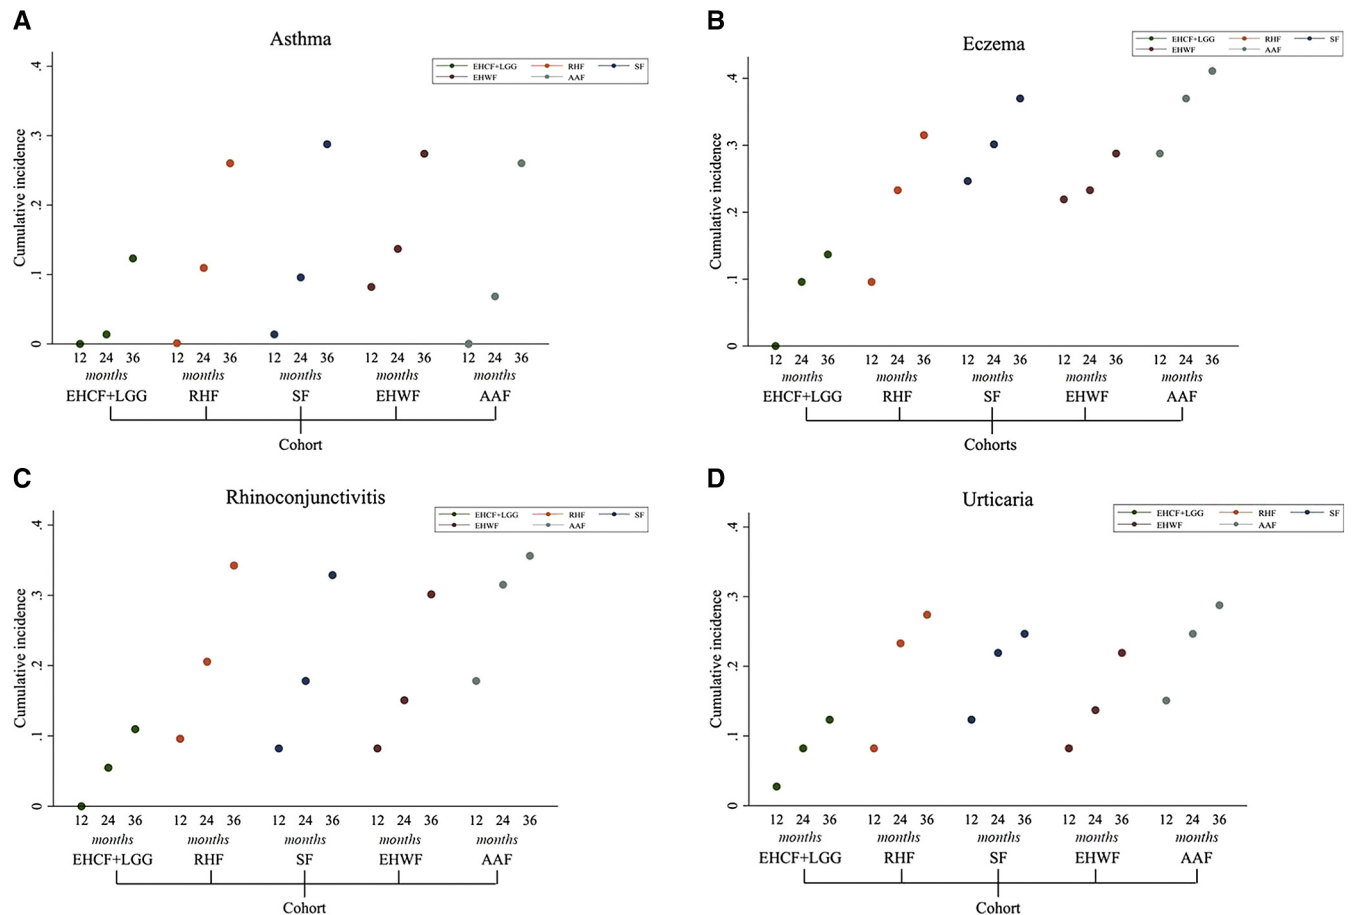 A
Asthma
EHCF+LGG RHF SF
EHWF AAF
Cumulative incidence
.4
.3
.2
.1
0
12 24 36 12 24 36 12 24 36 12 24 36 12 24 36
months months months months months
EHCF+LGG RHF SF EHWF AAF
Cohort
B
Eczema
EHCF+LGG RHF SF
EHWF AAF
Cumulative incidence
.4
.3
.2
.1
0
12 24 36 12 24 36 12 24 36 12 24 36 12 24 36
months months months months months
EHCF+LGG RHF SF EHWF AAF
Cohorts
C
Rhinoconjunctivitis
EHCF+LGG RHF SF
EHWF AAF
Cumulative incidence
.4
.3
.2
.1
0
12 24 36 12 24 36 12 24 36 12 24 36 12 24 36
months months months months months
EHCF+LGG RHF SF EHWF AAF
Cohort
D
Urticaria
EHCF+LGG RHF SF
EHWF AAF
Cumulative incidence
.4
.3
.2
.1
0
12 24 36 12 24 36 12 24 36 12 24 36 12 24 36
months months months months months
EHCF+LGG RHF SF EHWF AAF
Cohort